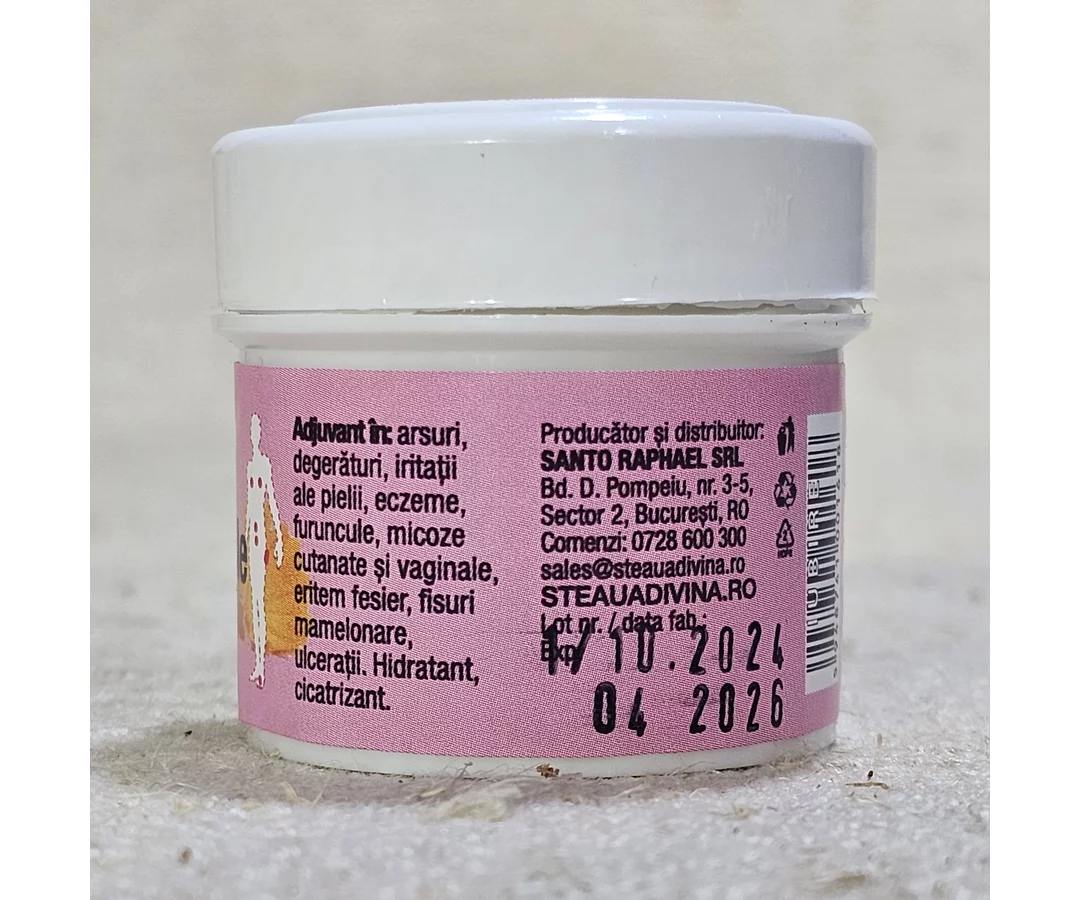 Adjuvant în: arsuri,
degerături, iritații
ale pielii, eczeme,
furuncule, micoze
cutanate și vaginale,
eritem fesier, fisuri
mamelonare,
ulcerații. Hidratant,
cicatrizant.
Producător și distribuitor:
SANTO RAPHAEL SRL
Bd. D. Pompeiu, nr. 3-5,
Sector 2, București, RO
Comenzi: 0728 600 300
sales@steauadivina.ro
STEAUADIVINA.RO
Lot nr. / data fab.:
1/10.2024
Exp
04 2026